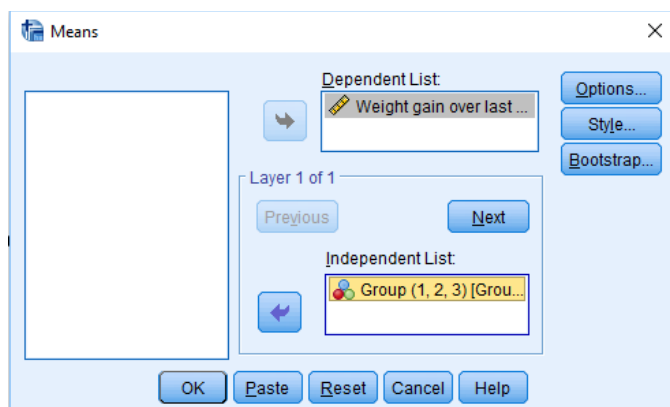 Means
Dependent List:
Weight gain over last ...
Options...
Style...
Bootstrap...
Layer 1 of 1
Previous
Next
Independent List:
Group (1, 2, 3) [Grou...
OK
Paste
Reset
Cancel
Help